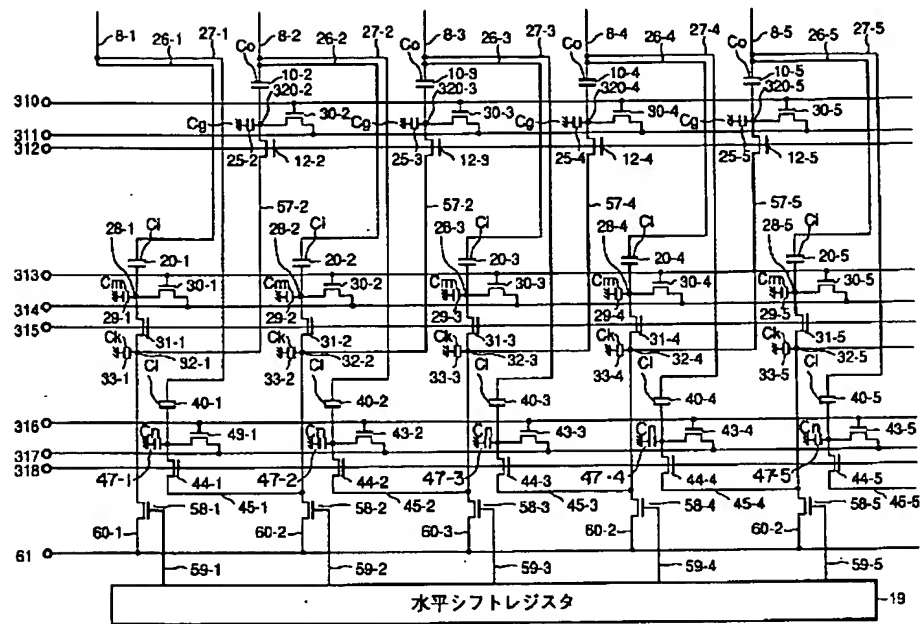 8-1 26-1 27-1 8-2 26-2 27-2 8-3 26-3 27-3 8-4 26-4 27-4 8-5 26-5 27-5
Co Co Co Co
10-2 10-9 10-4 10-5
320-2 320-3 320-4 320-5
310 30-2 30-3 90-4 30-5
311 Cg Cg Cg Cg
312
25-2 12-2 25-3 12-9 25-4 12-4 25-5 12-5
57-2 57-2 57-4 57-5
28-1 Cl 28-2 Cl 28-3 Cl 28-4 Cl 28-5 Cl
20-1 20-2 20-3 20-4 20-5
313 Cm 30-1 Cm 30-2 Cm 30-3 Cm 30-4 Cm 30-5
314
315 29-1 29-2 29-3 29-4 29-5
31-1 31-2 31-3 31-4 31-5
Ck Ck Ck Ck Ck
33-1 92-1 33-2 32-2 33-3 32-3 33-4 32-4 33-5 32-5
Cl Cl Cl Cl Cl
40-1 40-2 40-3 40-4 40-5
316 Cn 49-1 Cn 43-2 Cn 43-3 Cn 43-4 Cn 43-5
317
318
47-1 44-1 47-2 44-2 47-3 44-3 47-4 44-4 47-5 44-5
58-1 45-1 58-2 45-2 58-3 45-3 58-4 45-4 58-5 46-5
60-1 60-2 60-3 60-2 60-2
61
59-1 59-2 59-3 59-4 59-5
水平シフトレジスタ 19